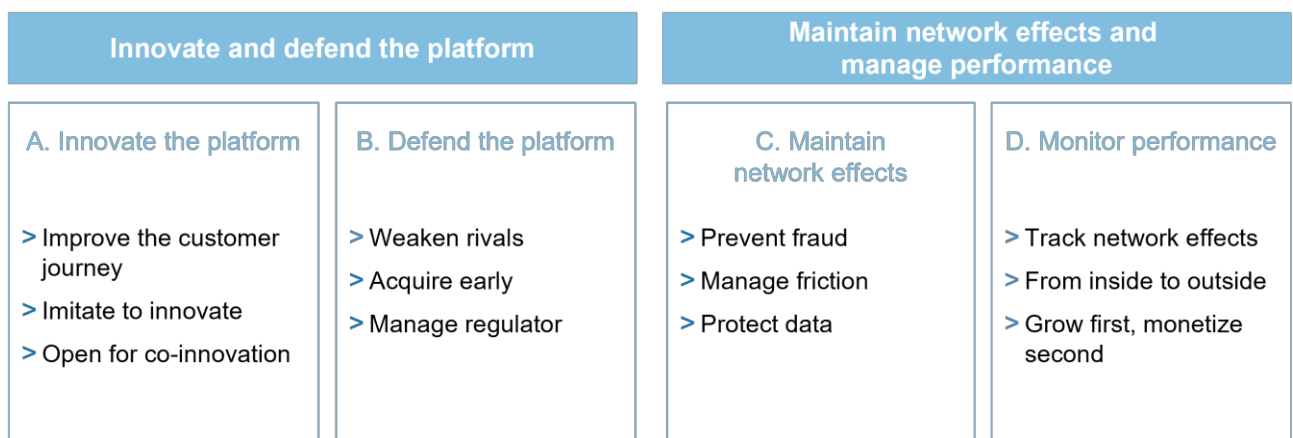 Innovate and defend the platform
Maintain network effects and
manage performance
A. Innovate the platform
> Improve the customer
journey
> Imitate to innovate
> Open for co-innovation
B. Defend the platform
> Weaken rivals
> Acquire early
> Manage regulator
C. Maintain
network effects
> Prevent fraud
> Manage friction
> Protect data
D. Monitor performance
> Track network effects
> From inside to outside
> Grow first, monetize
second